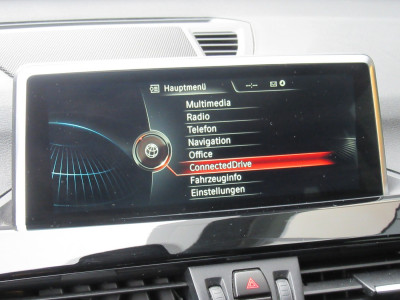 Hauptmenü --:--
Multimedia
Radio
Telefon
Navigation
Office
ConnectedDrive
Fahrzeuginfo
Einstellungen